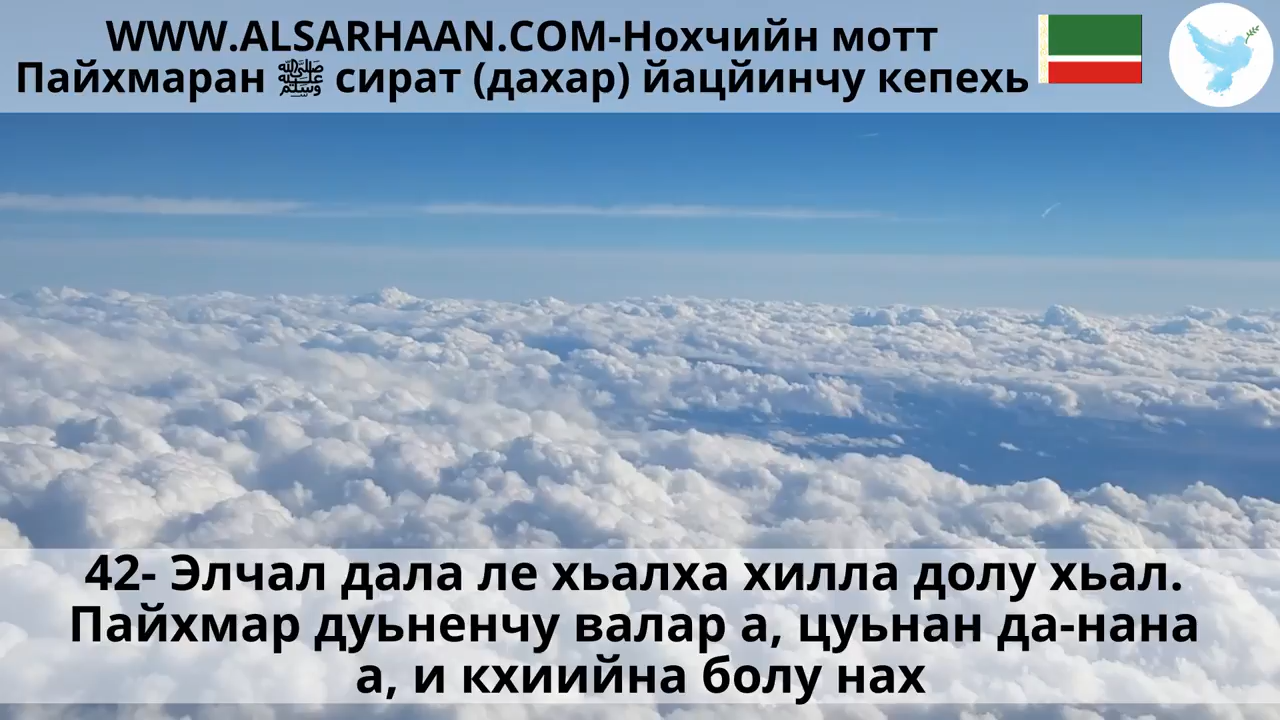 WWW.ALSARHAAN.COM-Нохчийн мотт
Пайхмаран ﷺ сират (дахар) йацйинчу кепехь
42- Элчал дала ле хьалха хилла долу хьал.
Пайхмар дуьненчу валар а, цуьнан да-нана
а, и кхиийна болу нах